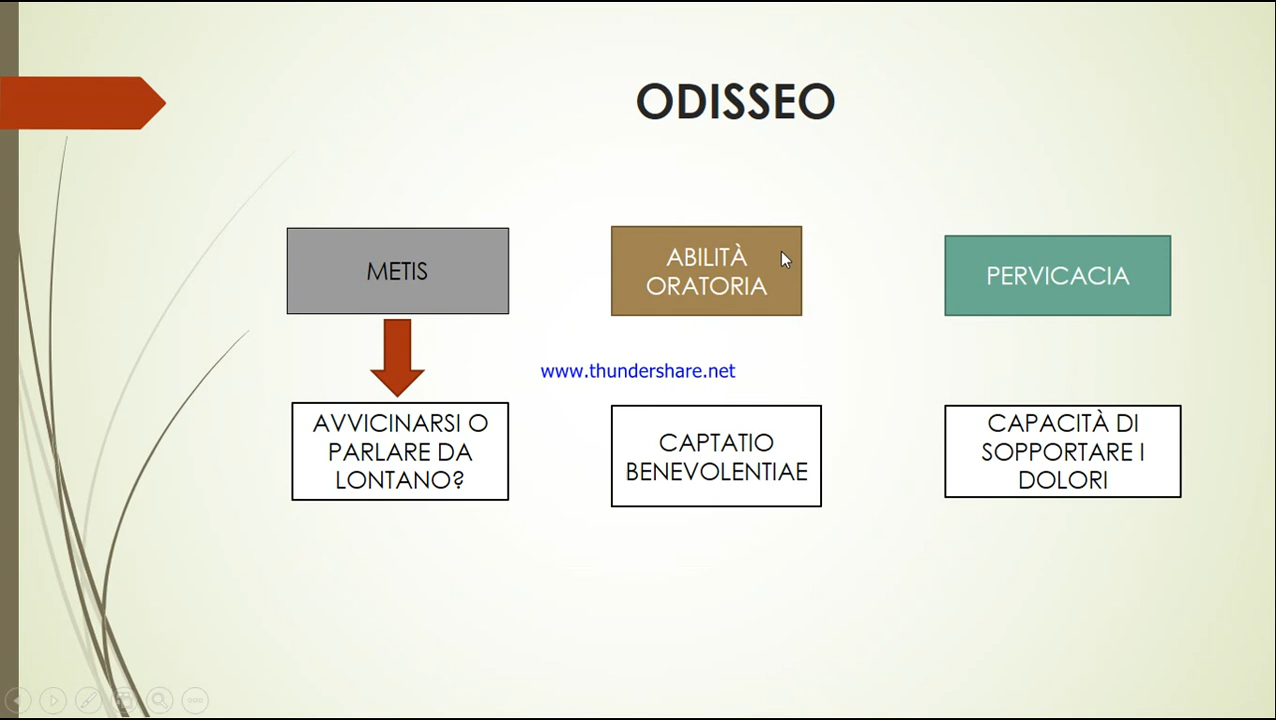 ODISSEO
METIS
ABILITÀ
ORATORIA
PERVICACIA
www.thundershare.net
AVVICINARSI O
PARLARE DA
LONTANO?
CAPTATIO
BENEVOLENTIAE
CAPACITÀ DI
SOPPORTARE I
DOLORI